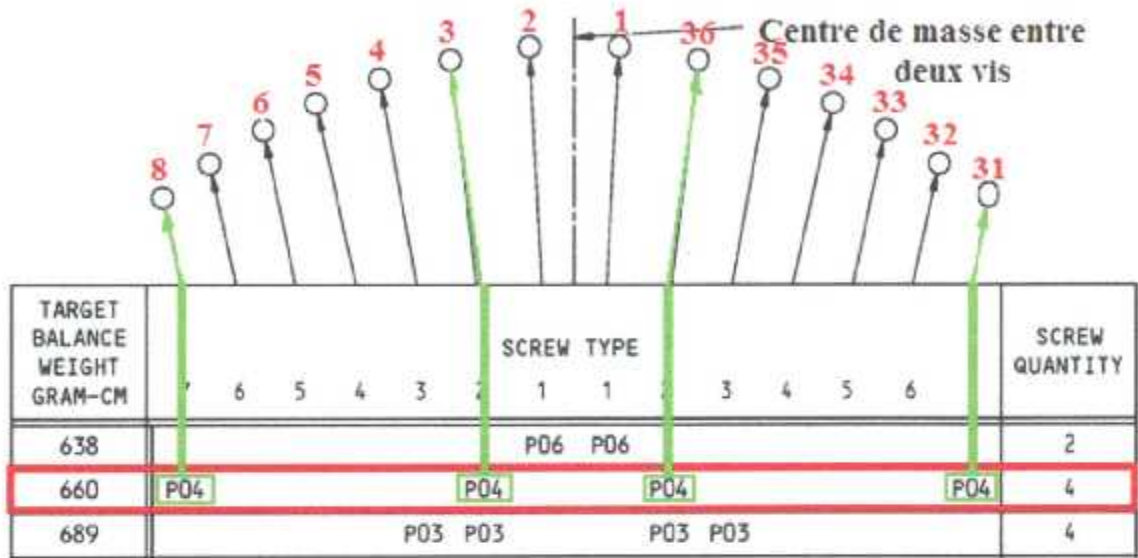 3 2 1 36 Centre de masse entre
4 35 deux vis
5 34
6 33
7 32
8 31
TARGET
BALANCE
WEIGHT
GRAM-CM
SCREW TYPE
SCREW
QUANTITY
6 5 4 3 2 1 1 3 4 5 6
638 P06 P06 2
660 P04 P04 P04 P04 4
689 P03 P03 P03 P03 4